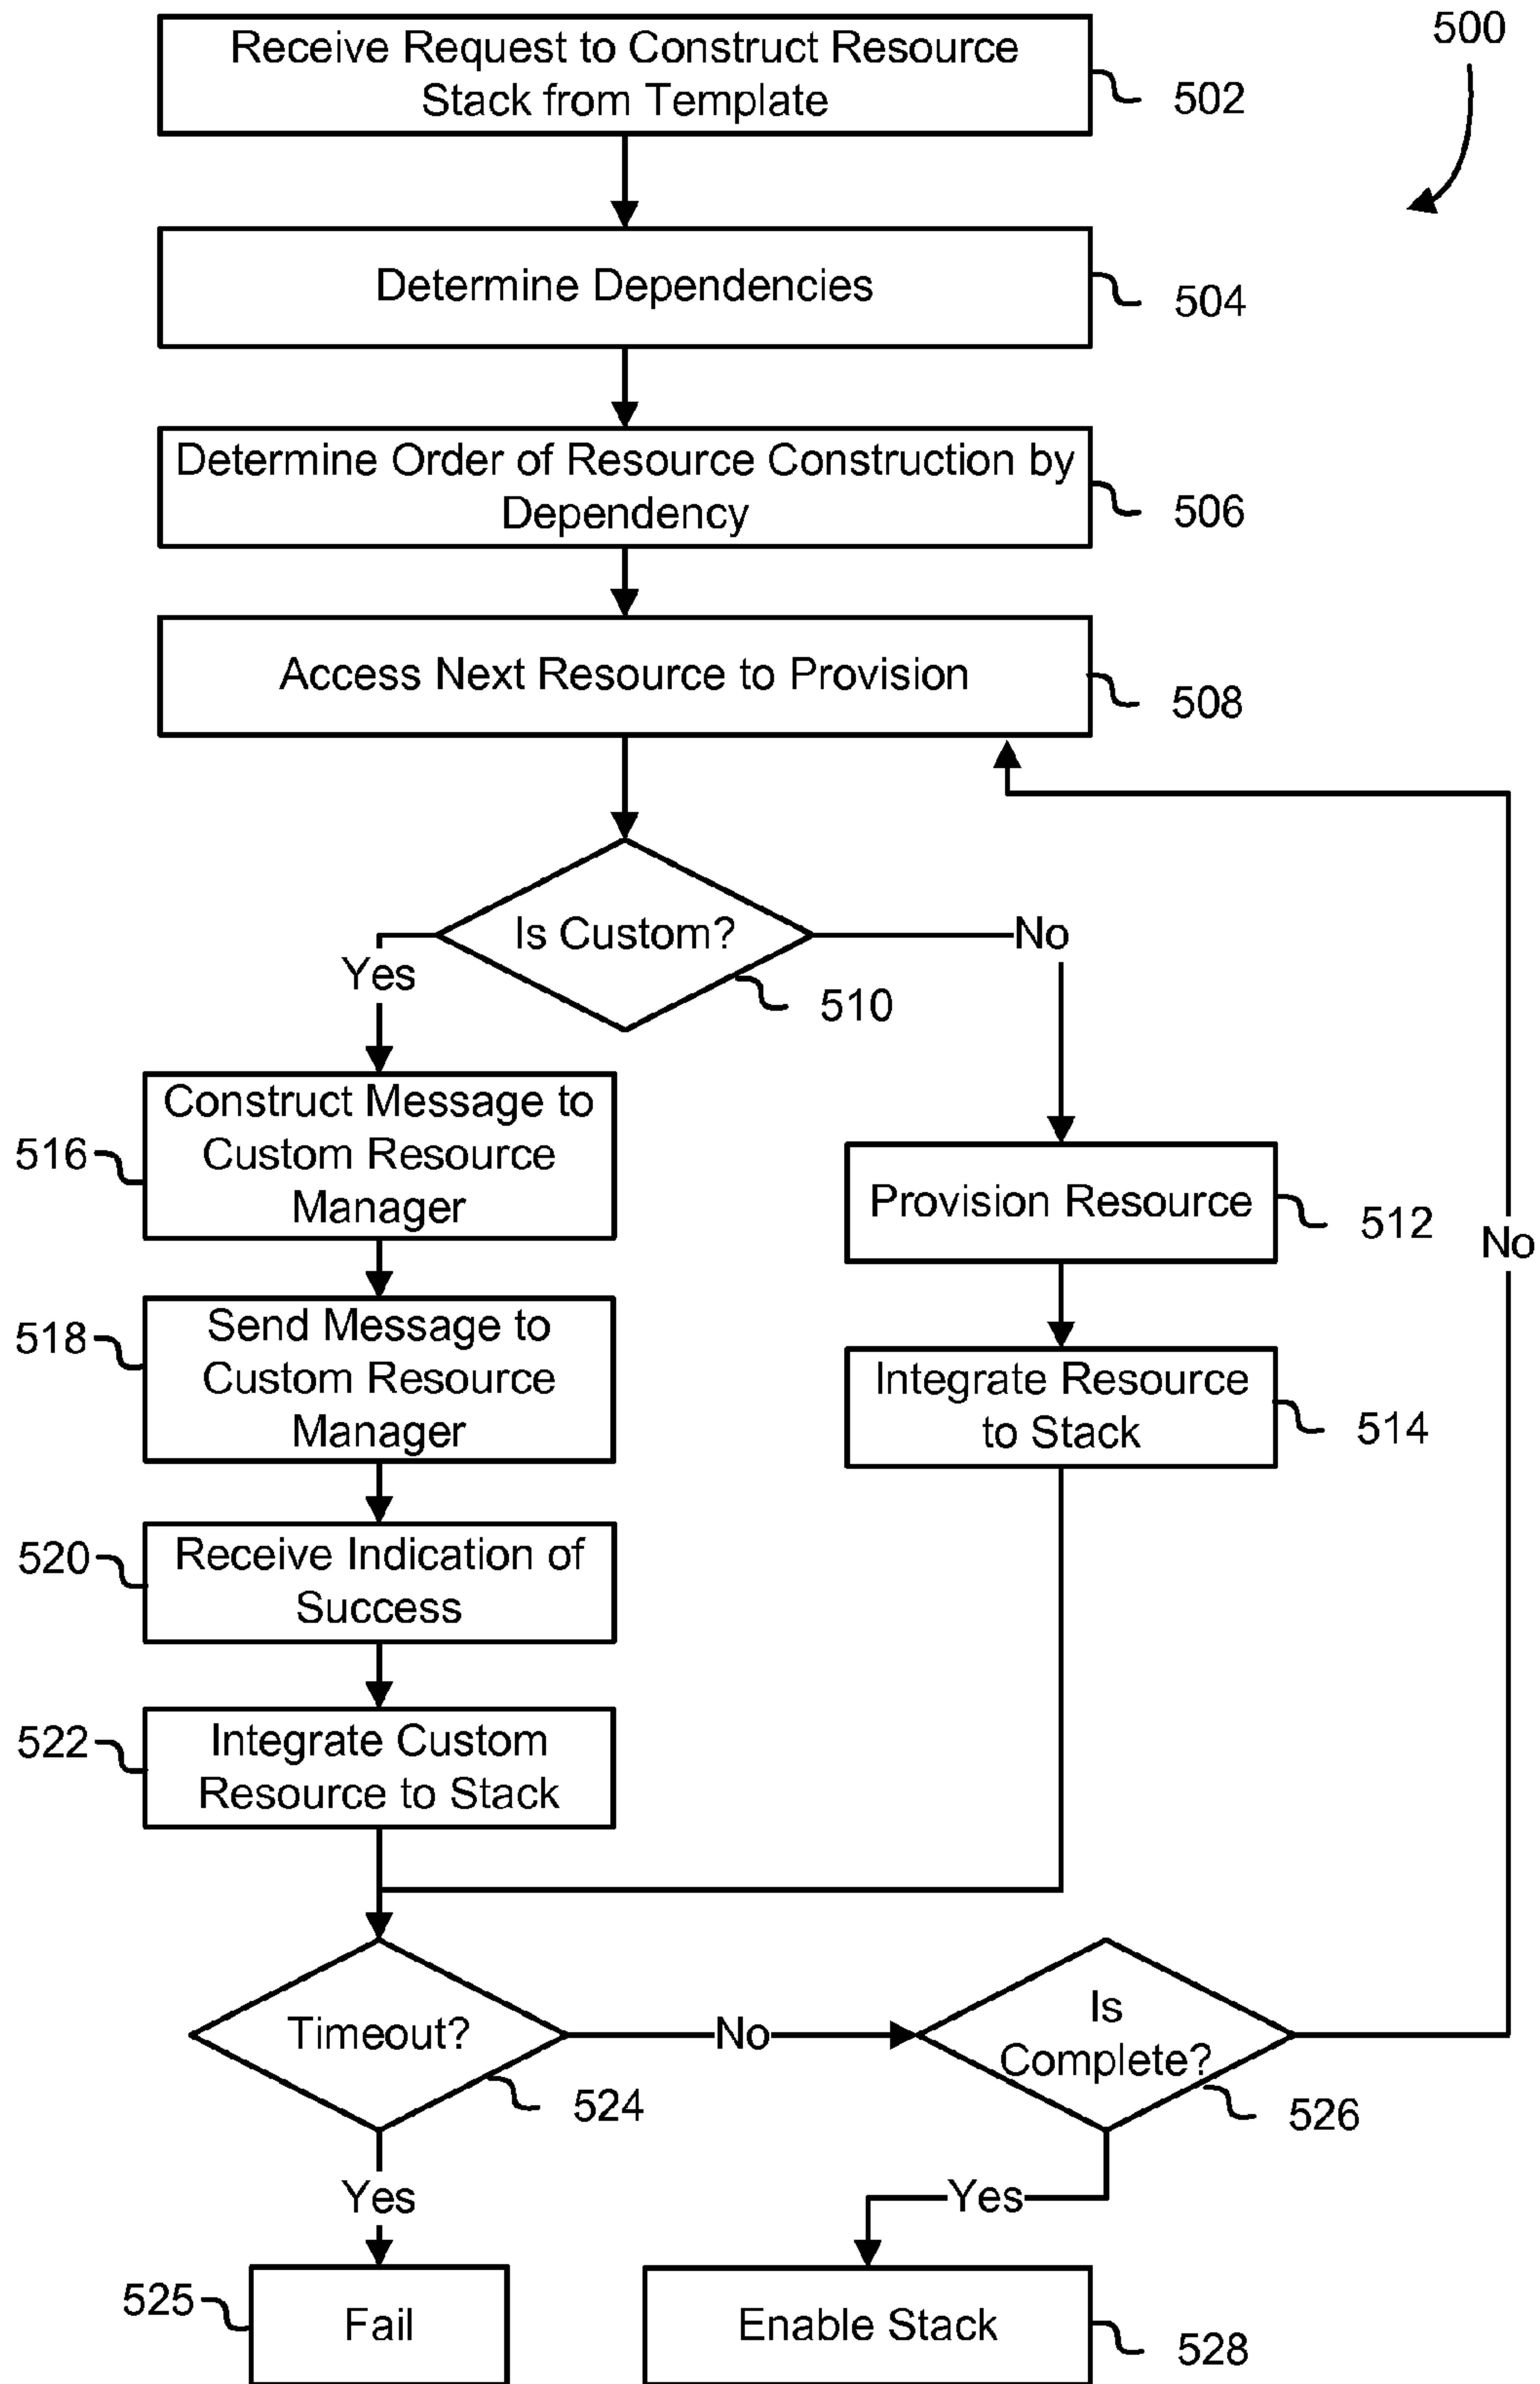 500
Receive Request to Construct Resource
Stack from Template
502
Determine Dependencies
504
Determine Order of Resource Construction by
Dependency
506
Access Next Resource to Provision
508
Is Custom?
No
Yes
510
Construct Message to
Custom Resource
Manager
516
Provision Resource
512
No
Send Message to
Custom Resource
Manager
518
Integrate Resource
to Stack
514
Receive Indication of
Success
520
Integrate Custom
Resource to Stack
522
Timeout?
No
524
Is
Complete?
526
Yes
Yes
Fail
525
Enable Stack
528